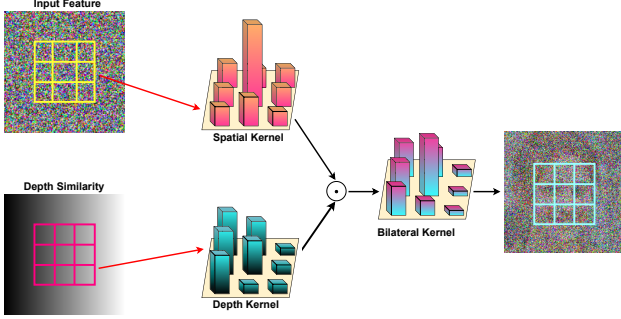 Input Feature
Spatial Kernel
Depth Similarity
Bilateral Kernel
Depth Kernel